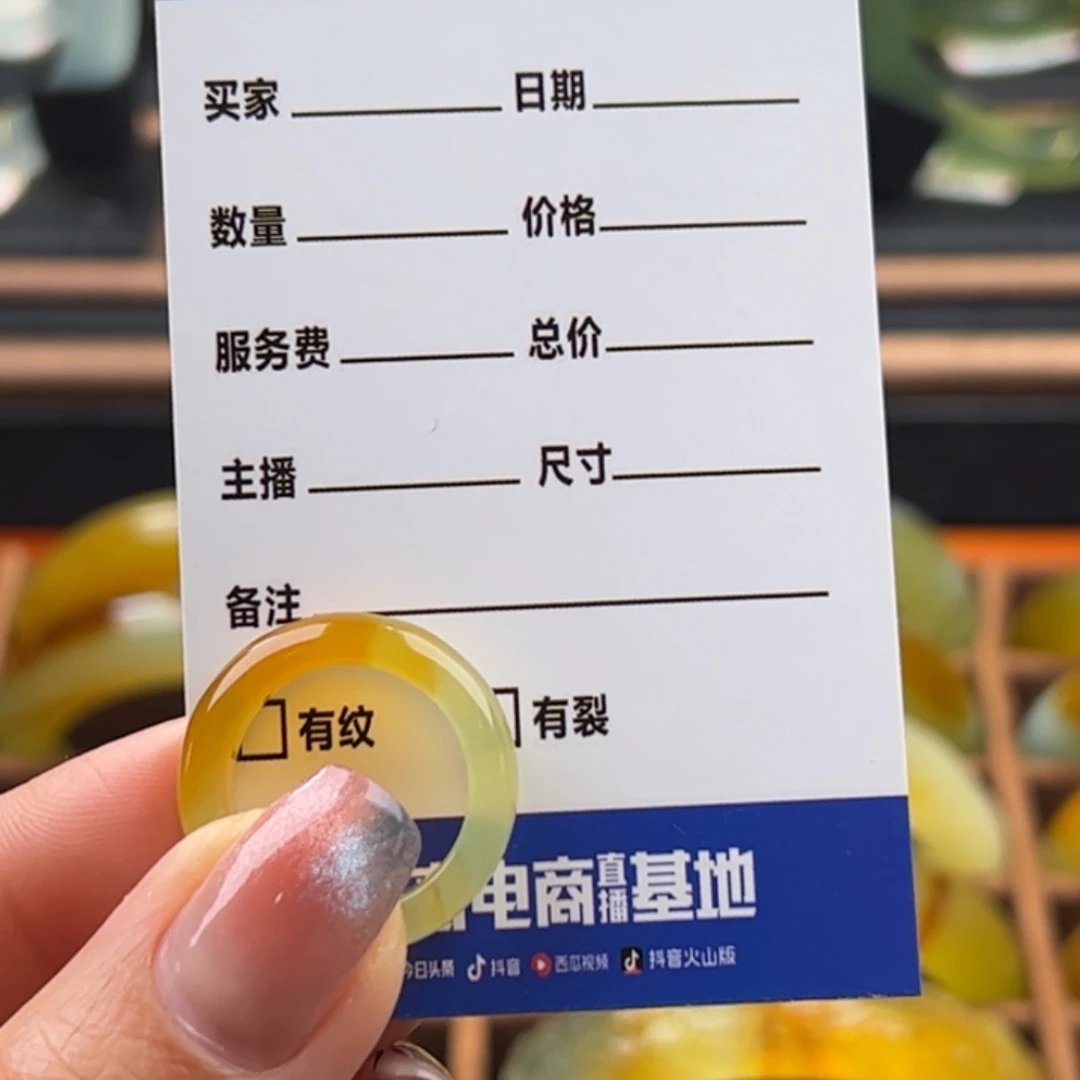 买家 日期
数量 价格
服务费 总价
主播 尺寸
备注
有纹 有裂
电商直播基地
今日头条 抖音 西瓜视频 抖音火山版